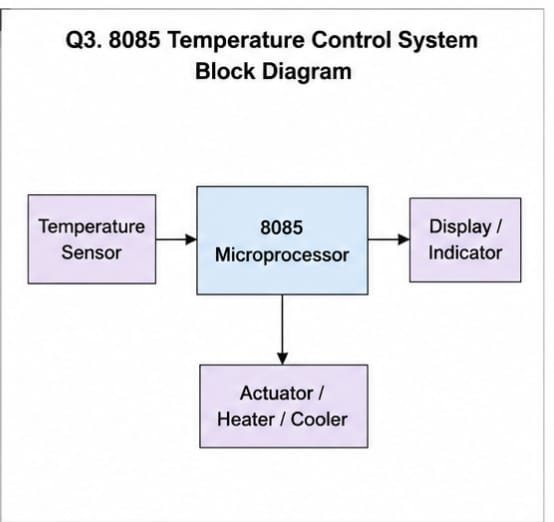 Q3. 8085 Temperature Control System
Block Diagram
Temperature
Sensor
8085
Microprocessor
Display /
Indicator
Actuator /
Heater / Cooler